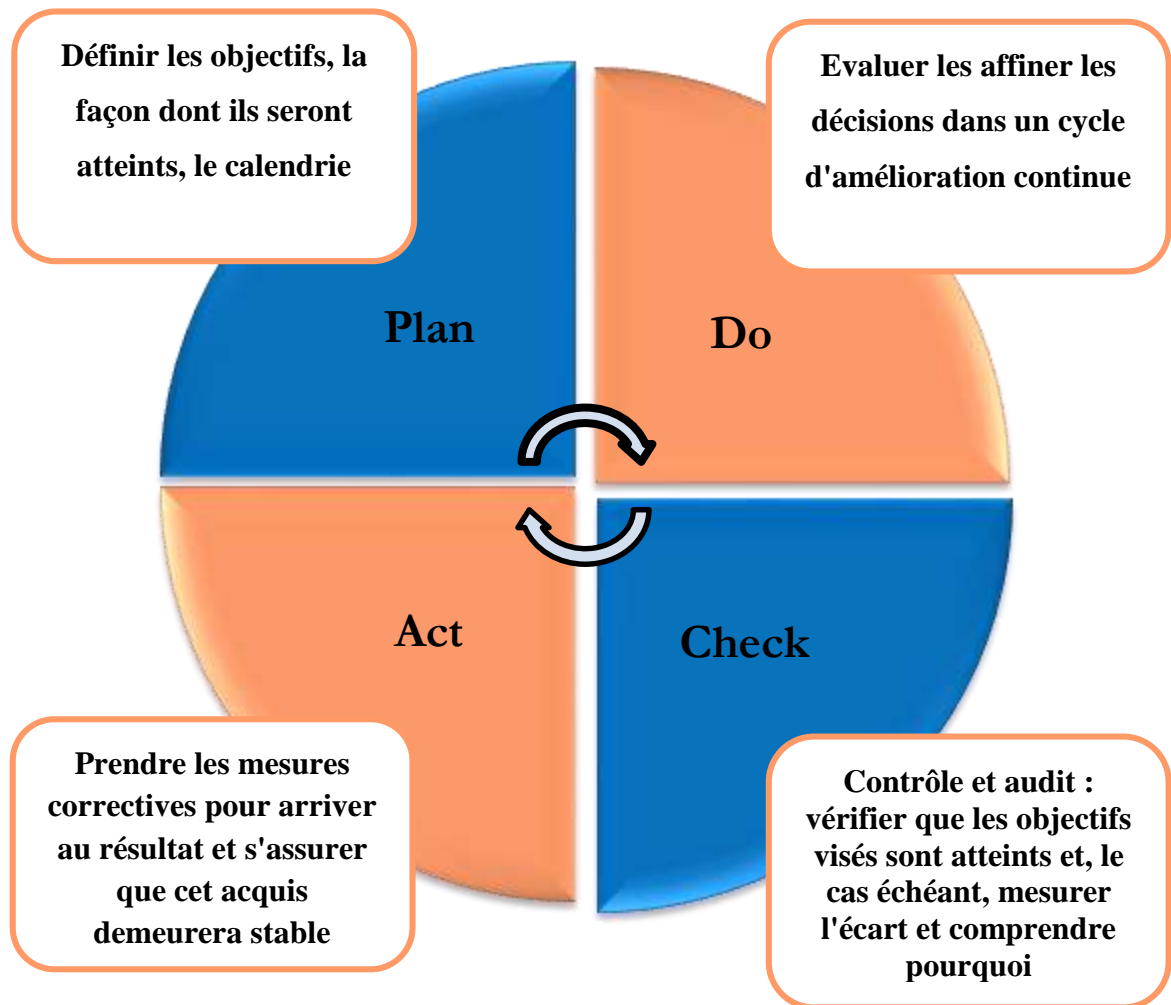 Définir les objectifs, la
façon dont ils seront
atteints, le calendrie
Evaluer les affiner les
décisions dans un cycle
d'amélioration continue
Plan
Do
Act
Check
Prendre les mesures
correctives pour arriver
au résultat et s'assurer
que cet acquis
demeurera stable
Contrôle et audit :
vérifier que les objectifs
visés sont atteints et, le
cas échéant, mesurer
l'écart et comprendre
pourquoi